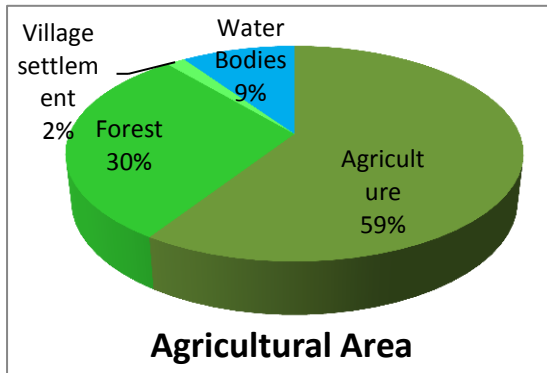 Village
settlem
ent
2%
Water
Bodies
9%
Forest
30%
Agricult
ure
59%
Agricultural Area